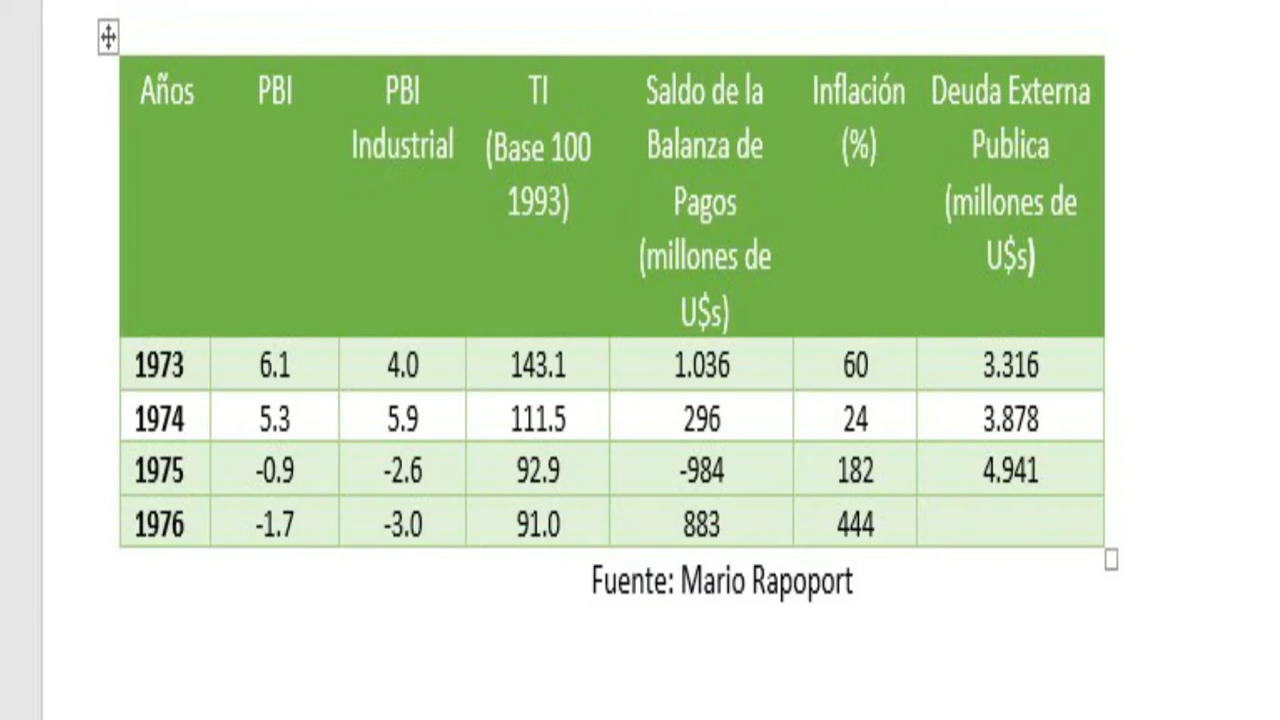 Años PBI PBI Industrial TI (Base 100 1993) Saldo de la Balanza de Pagos (millones de U$s) Inflación (%) Deuda Externa Publica (millones de U$s)
1973 6.1 4.0 143.1 1.036 60 3.316
1974 5.3 5.9 111.5 296 24 3.878
1975 -0.9 -2.6 92.9 -984 182 4.941
1976 -1.7 -3.0 91.0 883 444
Fuente: Mario Rapoport